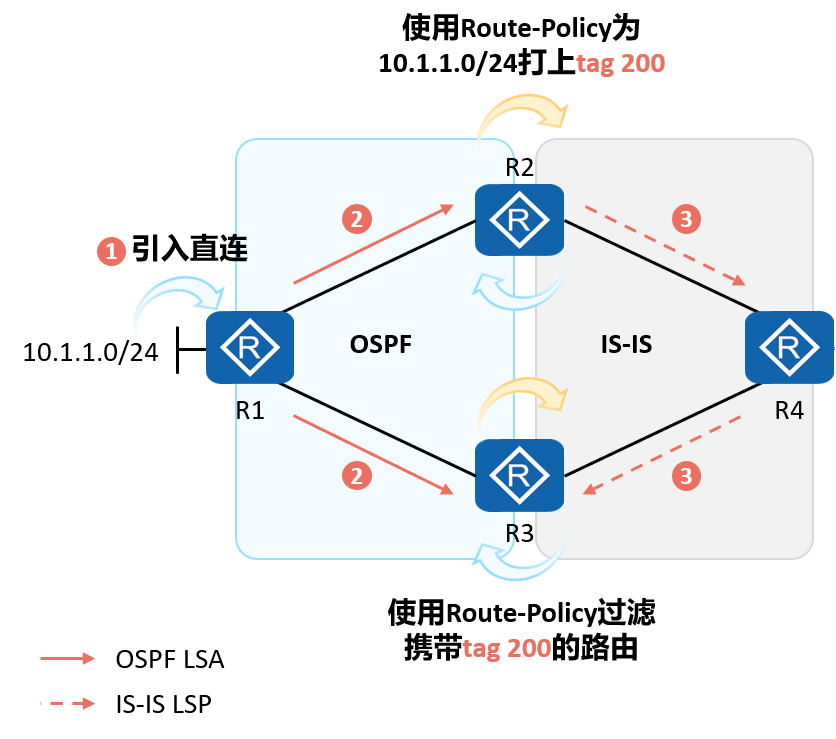 使用Route-Policy为
10.1.1.0/24打上tag 200
R2
2
3
1 引入直连
R
10.1.1.0/24
R
OSPF
IS-IS
R
R1
R4
2
R
3
R3
使用Route-Policy过滤
携带tag 200的路由
OSPF LSA
IS-IS LSP